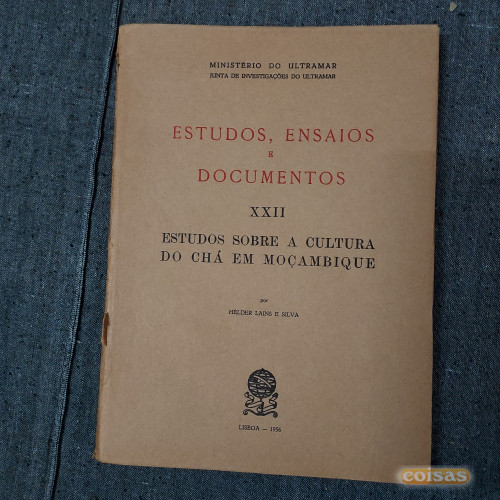 MINISTÉRIO DO ULTRAMAR
JUNTA DE INVESTIGAÇÕES DO ULTRAMAR
ESTUDOS, ENSAIOS
E
DOCUMENTOS
XXII
ESTUDOS SOBRE A CULTURA
DO CHÁ EM MOÇAMBIQUE
por
HÉLDER LAINS E SILVA
LISBOA — 1956
coisas